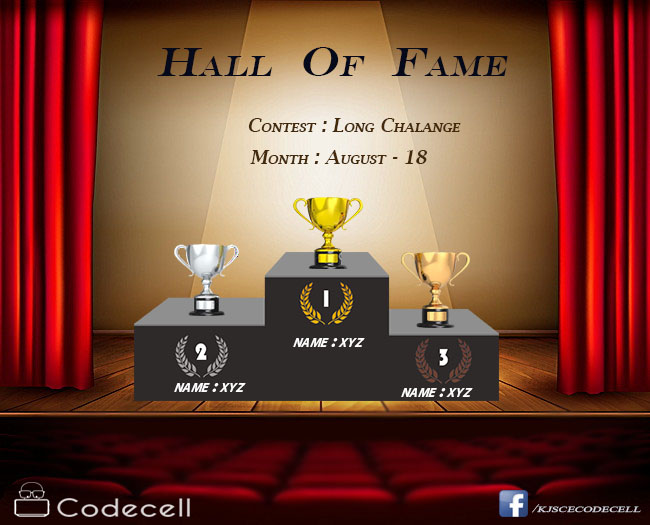 Hall Of Fame
Contest : Long Chalange
Month : August - 18
1
NAME : XYZ
2
NAME : XYZ
3
NAME : XYZ
Codecell
f /KJSCECODECELL